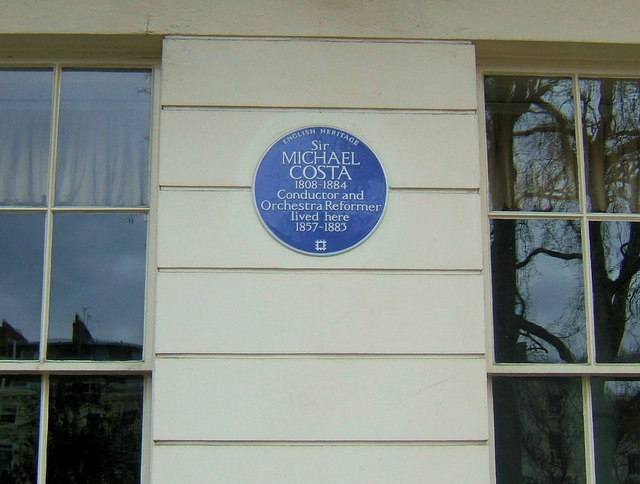 ENGLISH HERITAGE
Sir
MICHAEL
COSTA
1808-1884
Conductor and
Orchestra Reformer
lived here
1857-1883